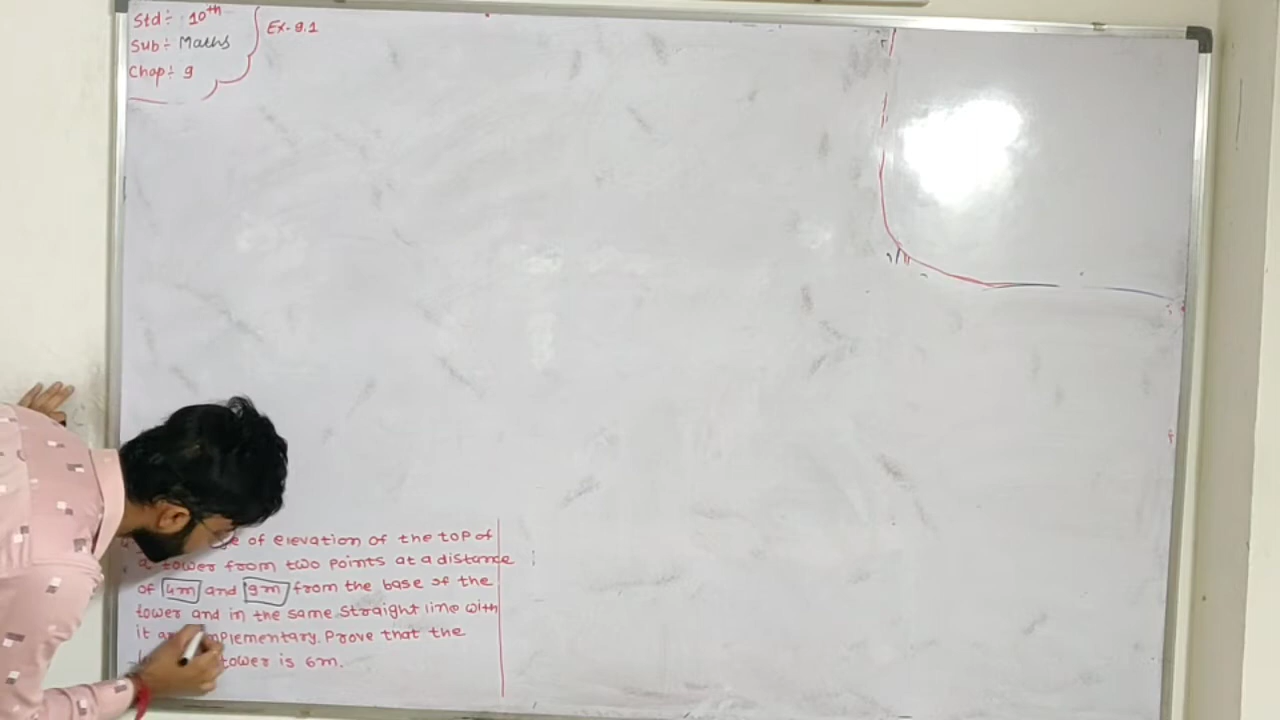 Std ÷ 10th
Sub ÷ Maths
Chap ÷ 9
Ex- 9.1
of elevation of the top of
a tower from two points at a distance
of 4m and 9m from the base of the
tower and in the same straight line with
it Prove that the
tower is 6m.